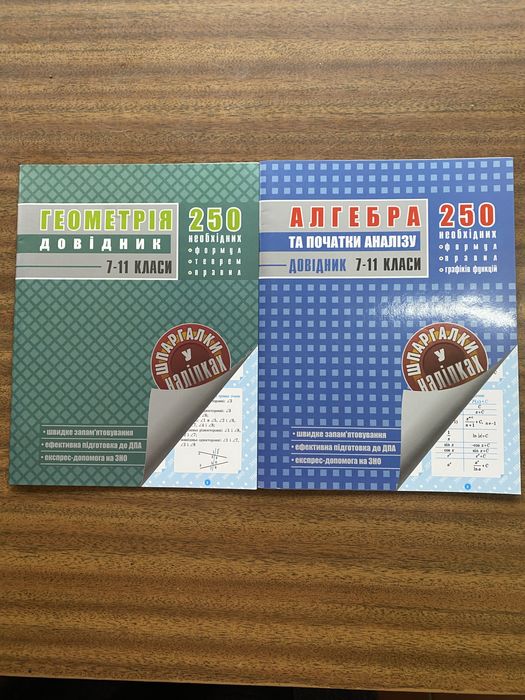 ГЕОМЕТРІЯ
ДОВІДНИК
7-11 КЛАСИ
250
необхідних
формул
теорем
правил
ШПАРГАЛКИ
У
наліпках
• швидке запам'ятовування
• ефективна підготовка до ДПА
• експрес-допомога на ЗНО
АЛГЕБРА
ТА ПОЧАТКИ АНАЛІЗУ
ДОВІДНИК 7-11 КЛАСИ
250
необхідних
формул
правил
графіків функцій
ШПАРГАЛКИ
У
наліпках
• швидке запам'ятовування
• ефективна підготовка до ДПА
• експрес-допомога на ЗНО